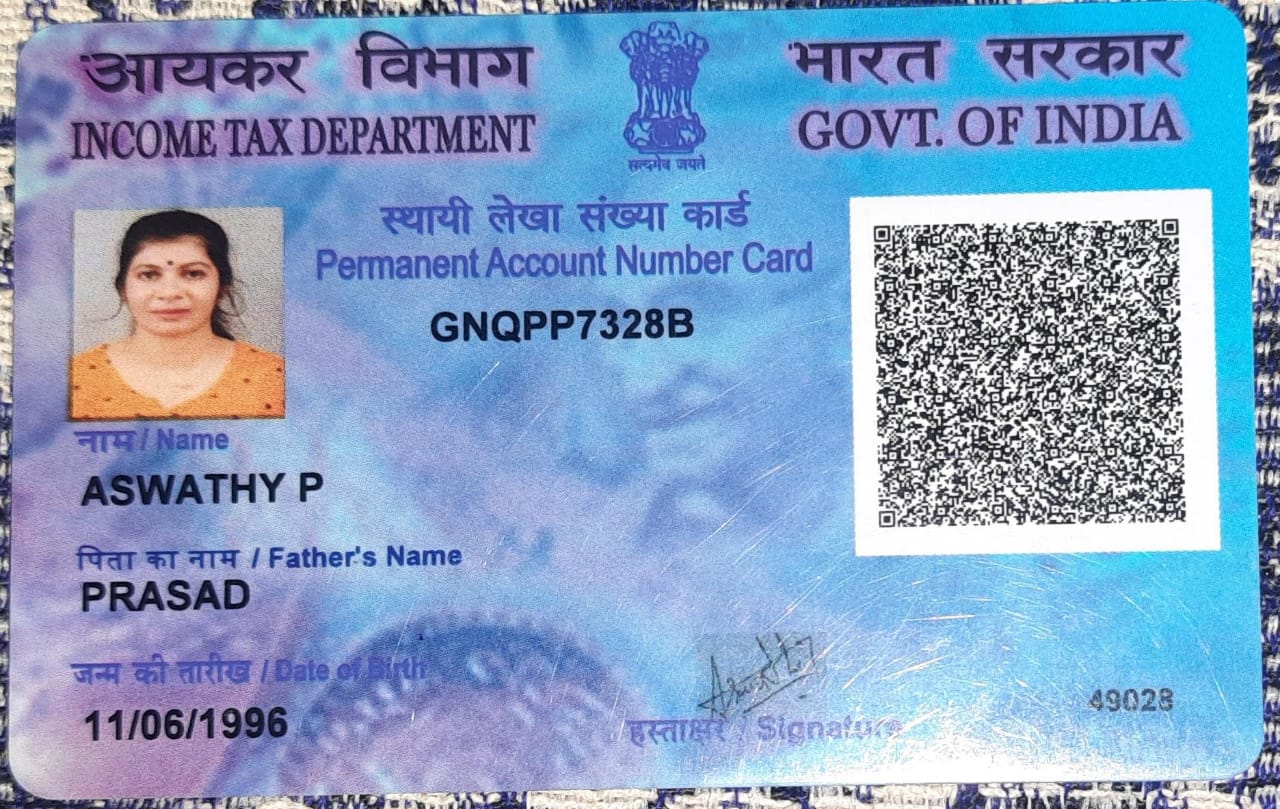 आयकर विभाग
INCOME TAX DEPARTMENT
सत्यमेव जयते
भारत सरकार
GOVT. OF INDIA
स्थायी लेखा संख्या कार्ड
Permanent Account Number Card
GNQPP7328B
नाम / Name
ASWATHY P
पिता का नाम / Father's Name
PRASAD
जन्म की तारीख / Date of Birth
11/06/1996
हस्ताक्षर / Signature
49028